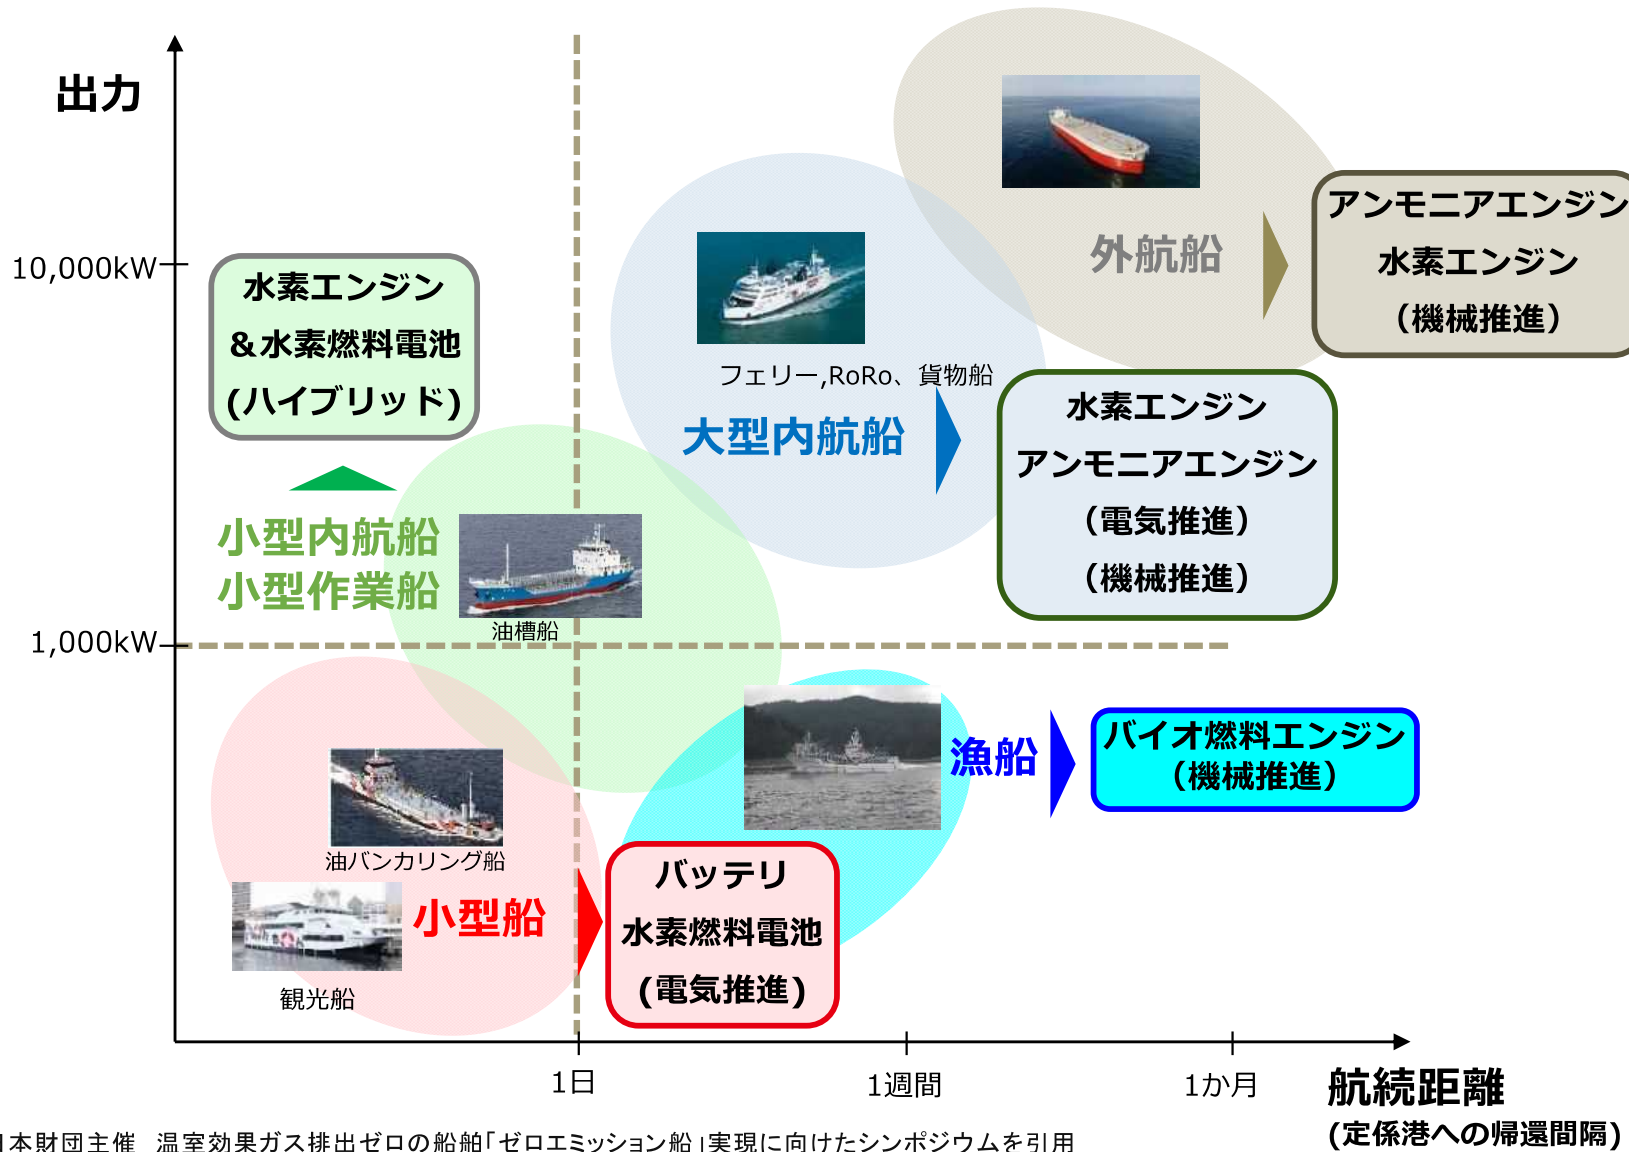 出力
10,000kW
1,000kW
水素エンジン
＆水素燃料電池
(ハイブリッド)
小型内航船
小型作業船
油槽船
フェリー,RoRo、貨物船
大型内航船
外航船
アンモニアエンジン
水素エンジン
（機械推進）
水素エンジン
アンモニアエンジン
（電気推進）
（機械推進）
漁船
バイオ燃料エンジン
（機械推進）
油バンカリング船
小型船
観光船
バッテリ
水素燃料電池
(電気推進)
1日
1週間
1か月
航続距離
(定係港への帰還間隔)
本財団主催　温室効果ガス排出ゼロの船舶「ゼロエミッション船」実現に向けたシンポジウムを引用